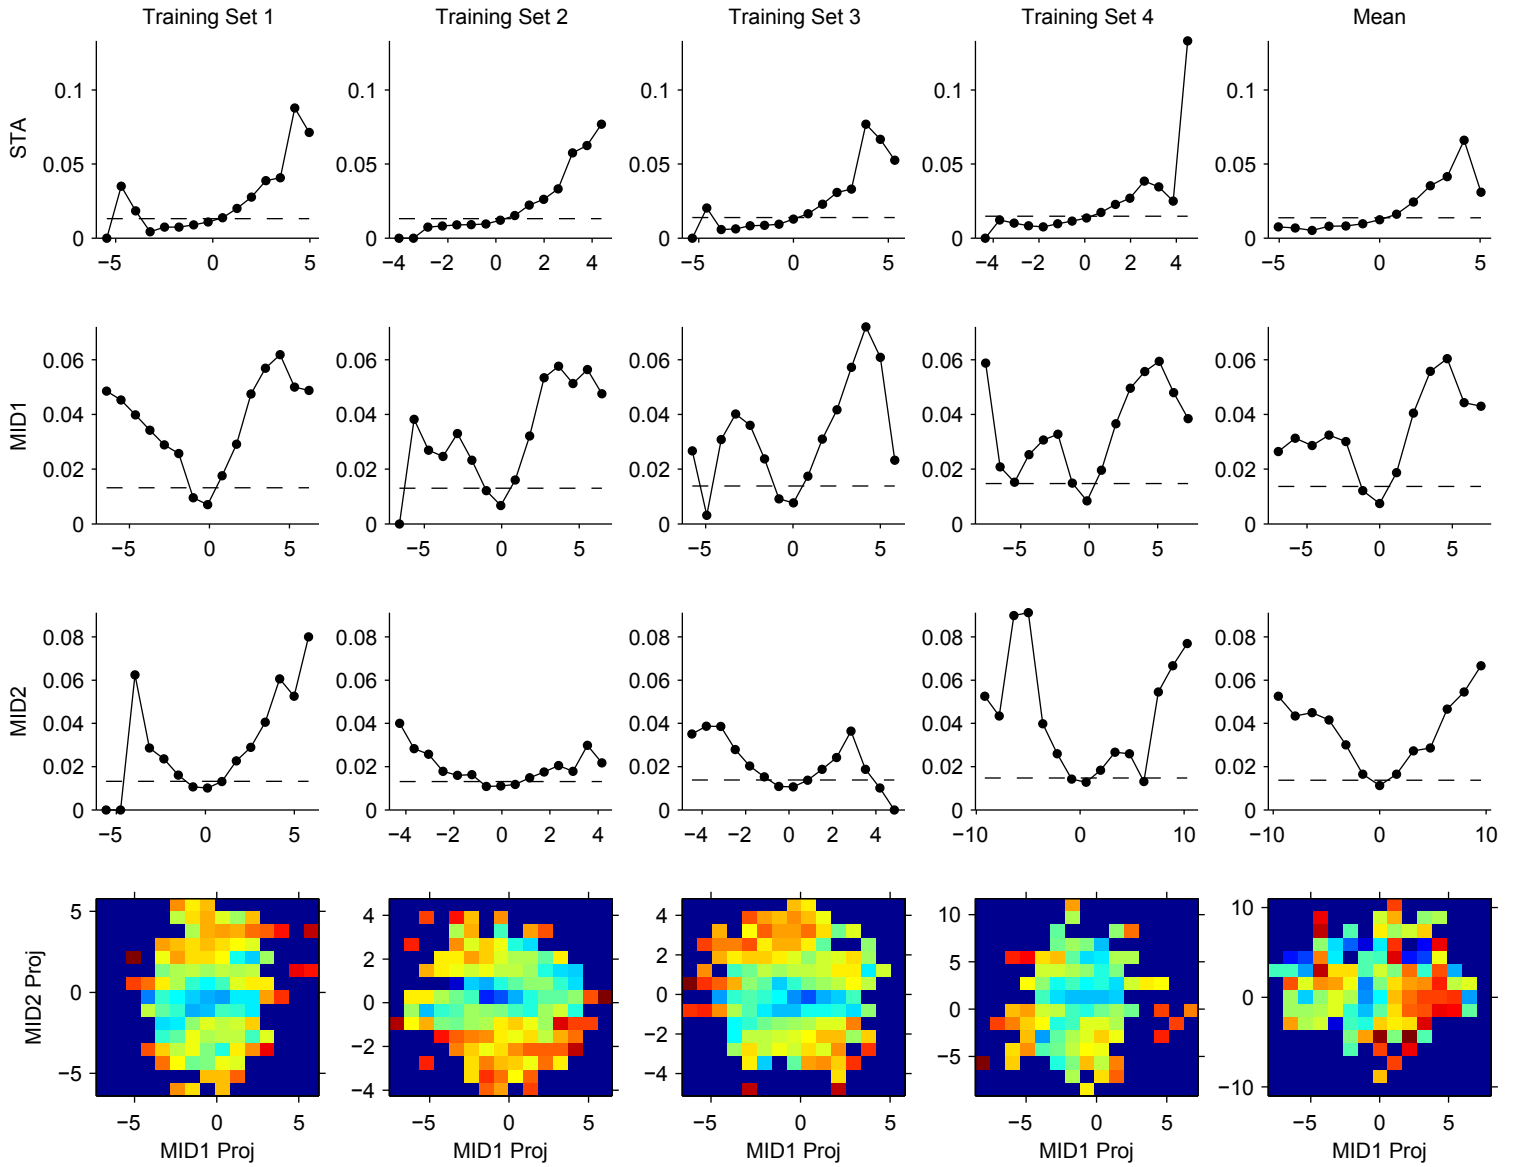 Training Set 1 Training Set 2 Training Set 3 Training Set 4 Mean
STA
0.1 0.1 0.1 0.1 0.1
0.05 0.05 0.05 0.05 0.05
0 0 0 0 0
−5 0 5 −4 −2 0 2 4 −5 0 5 −4 −2 0 2 4 −5 0 5
MID1
0.06 0.06 0.06 0.06 0.06
0.04 0.04 0.04 0.04 0.04
0.02 0.02 0.02 0.02 0.02
0 0 0 0 0
−5 0 5 −5 0 5 −5 0 5 −5 0 5 −5 0 5
MID2
0.08 0.08 0.08 0.08 0.08
0.06 0.06 0.06 0.06 0.06
0.04 0.04 0.04 0.04 0.04
0.02 0.02 0.02 0.02 0.02
0 0 0 0 0
−5 0 5 −4 −2 0 2 4 −4 −2 0 2 4 −10 0 10 −10 0 10
MID2 Proj
5 4 4 10 10
2 2 5
0 0 0 0 0
−2 −2 −5
−5 −4 −4 −10
−5 0 5 −5 0 5 −5 0 5 −5 0 5 −5 0 5
MID1 Proj MID1 Proj MID1 Proj MID1 Proj MID1 Proj